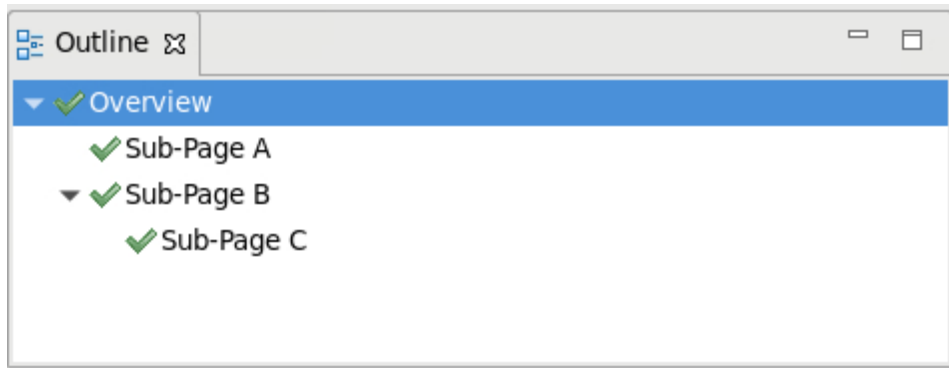 Outline
Overview
Sub-Page A
Sub-Page B
Sub-Page C